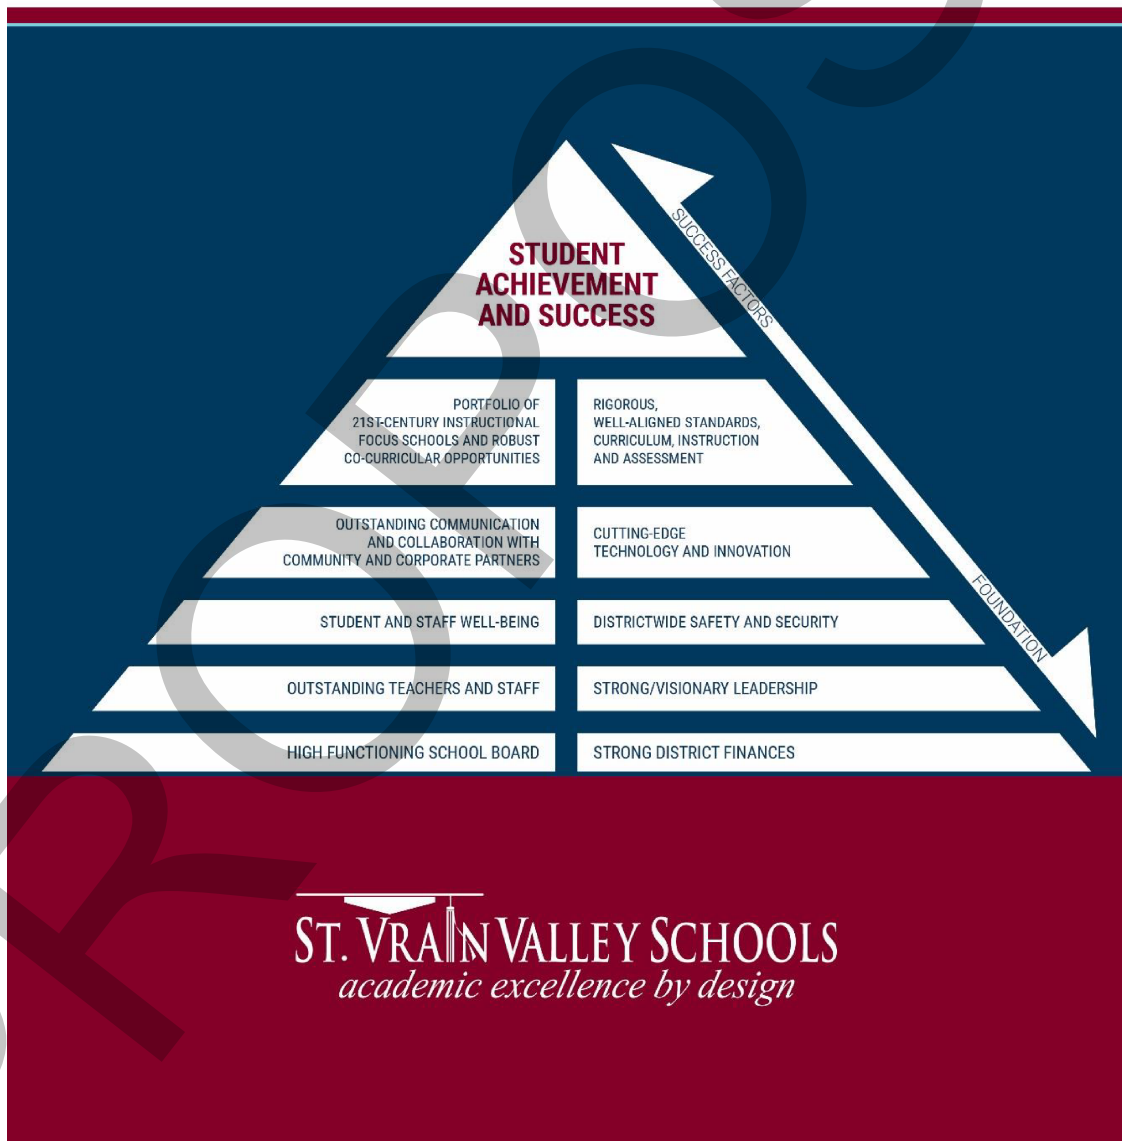 STUDENT
ACHIEVEMENT
AND SUCCESS
SUCCESS FACTORS
PORTFOLIO OF
21ST-CENTURY INSTRUCTIONAL
FOCUS SCHOOLS AND ROBUST
CO-CURRICULAR OPPORTUNITIES
RIGOROUS,
WELL-ALIGNED STANDARDS,
CURRICULUM, INSTRUCTION
AND ASSESSMENT
OUTSTANDING COMMUNICATION
AND COLLABORATION WITH
COMMUNITY AND CORPORATE PARTNERS
CUTTING-EDGE
TECHNOLOGY AND INNOVATION
FOUNDATION
STUDENT AND STAFF WELL-BEING
DISTRICTWIDE SAFETY AND SECURITY
OUTSTANDING TEACHERS AND STAFF
STRONG/VISIONARY LEADERSHIP
HIGH FUNCTIONING SCHOOL BOARD
STRONG DISTRICT FINANCES
ST. VRAIN VALLEY SCHOOLS
academic excellence by design